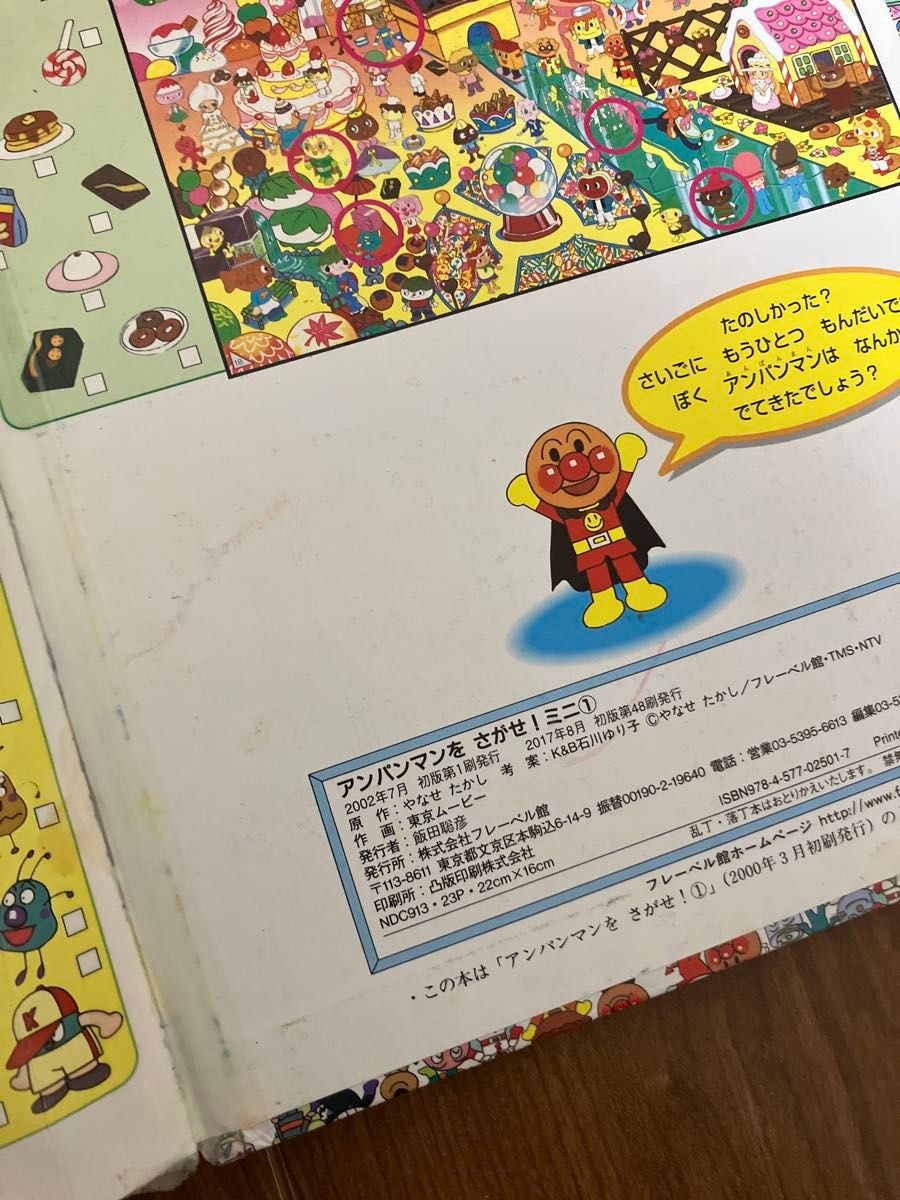 18
たのしかった?
さいごに もうひとつ もんだいで
ぼく アンパンマンは なんか
でてきたでしょう?
K
アンパンマンを さがせ!ミニ①
2002年7月 初版第1刷発行 2017年8月 初版第48刷発行
原 作:やなせ たかし 考 案:K&B石川ゆり子 ©やなせ たかし/フレーベル館・TMS・NTV
作 画:東京ムービー
発行者:飯田聡彦
発行所:株式会社フレーベル館
〒113-8611 東京都文京区本駒込6-14-9 振替00190-2-19640 電話:営業03-5395-6613 編集03-5
印刷所:凸版印刷株式会社 ISBN978-4-577-02501-7 Printe
NDC913・23P・22cm×16cm 乱丁・落丁本はおとりかえいたします。禁無
フレーベル館ホームページ http://www.f
・この本は「アンパンマンを さがせ!①」(2000年3月初刷発行)の